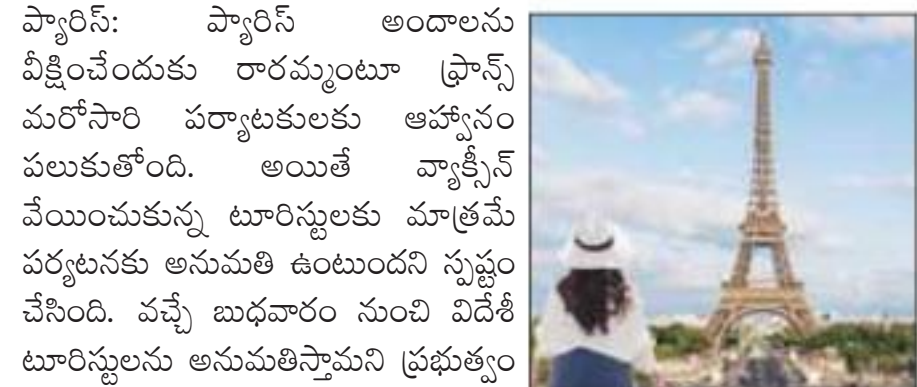 ప్యారిస్: ప్యారిస్ అందాలను
వీక్షించేందుకు రారమ్మంటూ ఫ్రాన్స్
మరోసారి పర్యాటకులకు ఆహ్వానం
పలుకుతోంది. అయితే వ్యాక్సీన్
వేయించుకున్న టూరిస్టులకు మాత్రమే
పర్యటనకు అనుమతి ఉంటుందని స్పష్టం
చేసింది. వచ్చే బుధవారం నుంచి విదేశీ
టూరిస్టులను అనుమతిస్తామని ప్రభుత్వం